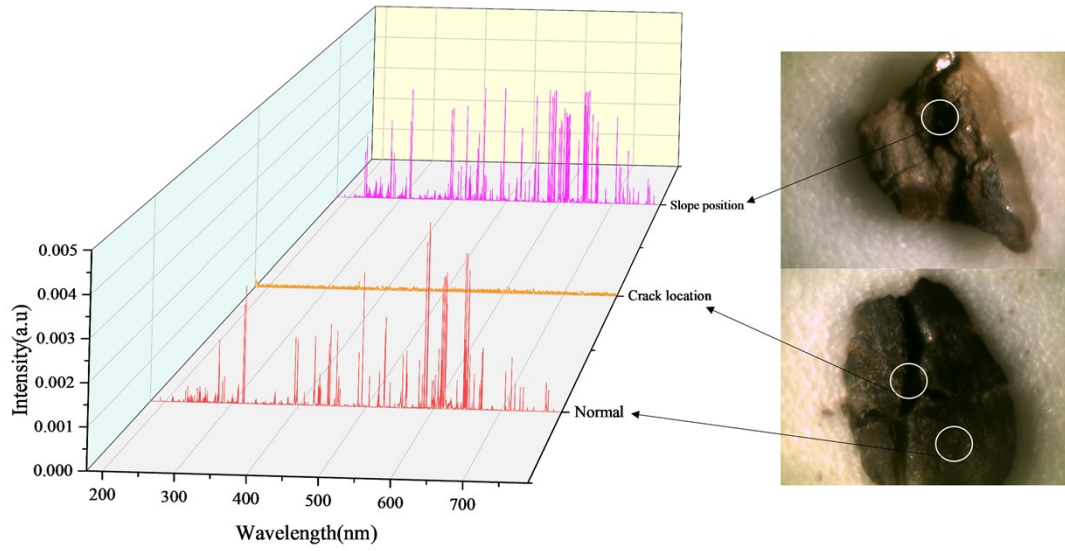 0.005
0.004
0.003
0.002
0.001
0.000
Intensity(a.u)
200 300 400 500 600 700
Wavelength(nm)
Slope position
Crack location
Normal